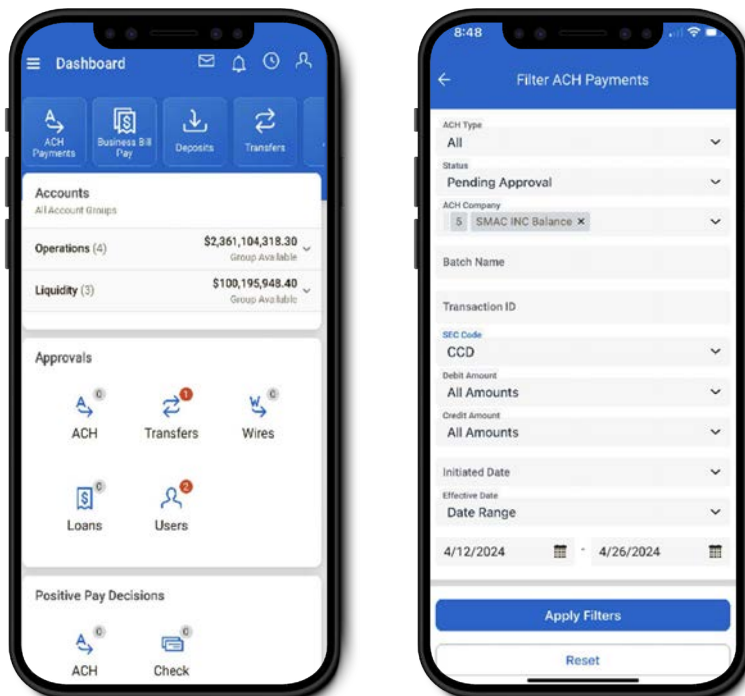 Dashboard
ACH Payments
Business Bill Pay
Deposits
Transfers
Accounts
All Account Groups
Operations (4)
$2,361,104,318.30
Group Available
Liquidity (3)
$100,195,948.40
Group Available
Approvals
0
ACH
1
Transfers
0
Wires
0
Loans
2
Users
Positive Pay Decisions
0
ACH
0
Check
8:48
Filter ACH Payments
ACH Type
All
Status
Pending Approval
ACH Company
5 SMAC INC Balance ×
Batch Name
Transaction ID
SEC Code
CCD
Debit Amount
All Amounts
Credit Amount
All Amounts
Initiated Date
Effective Date
Date Range
4/12/2024 - 4/26/2024
Apply Filters
Reset